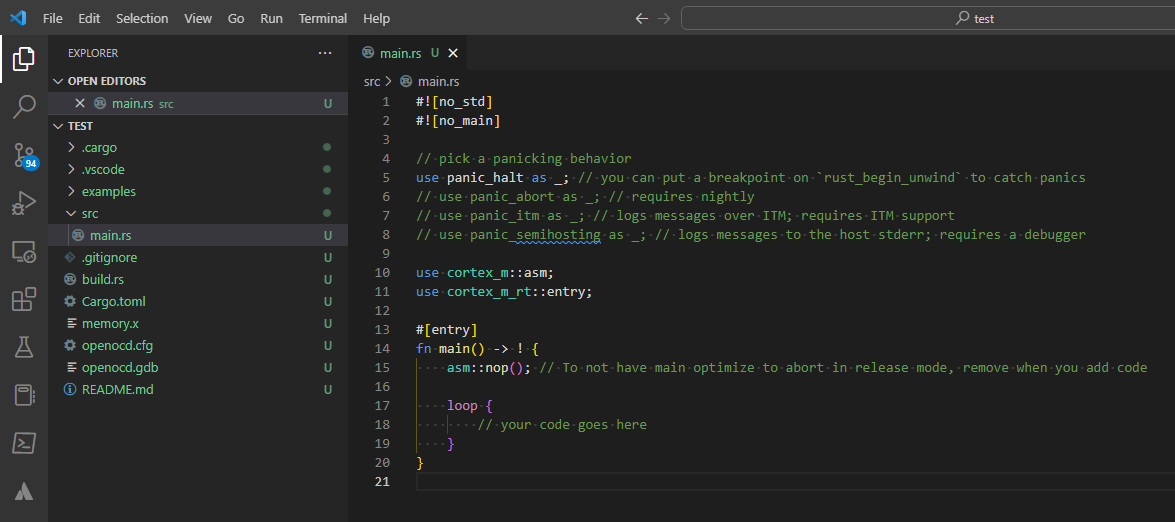 File Edit Selection View Go Run Terminal Help
test
EXPLORER
OPEN EDITORS
main.rs src U
TEST
.cargo
.vscode
examples
src
main.rs U
.gitignore U
build.rs U
Cargo.toml U
memory.x U
openocd.cfg U
openocd.gdb U
README.md U
94
main.rs U
src > main.rs
1 #![no_std]
2 #![no_main]
3
4 // pick a panicking behavior
5 use panic_halt as _; // you can put a breakpoint on `rust_begin_unwind` to catch panics
6 // use panic_abort as _; // requires nightly
7 // use panic_itm as _; // logs messages over ITM; requires ITM support
8 // use panic_semihosting as _; // logs messages to the host stderr; requires a debugger
9
10 use cortex_m::asm;
11 use cortex_m_rt::entry;
12
13 #[entry]
14 fn main() -> ! {
15 asm::nop(); // To not have main optimize to abort in release mode, remove when you add code
16
17 loop {
18 // your code goes here
19 }
20 }
21